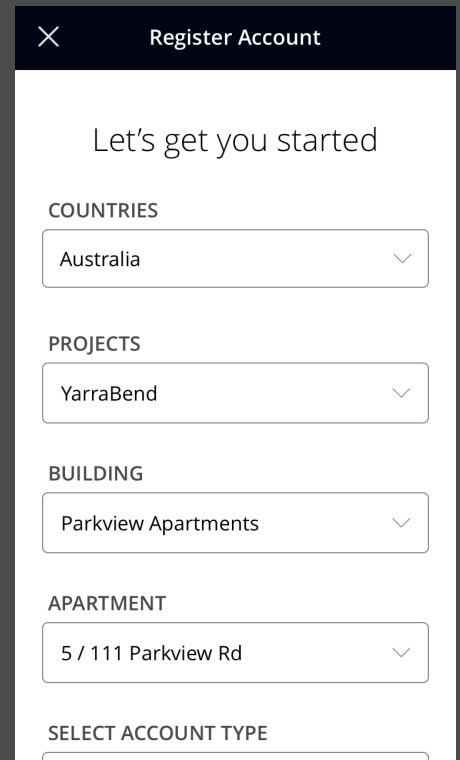 Register Account
Let's get you started
COUNTRIES
Australia
PROJECTS
YarraBend
BUILDING
Parkview Apartments
APARTMENT
5 / 111 Parkview Rd
SELECT ACCOUNT TYPE